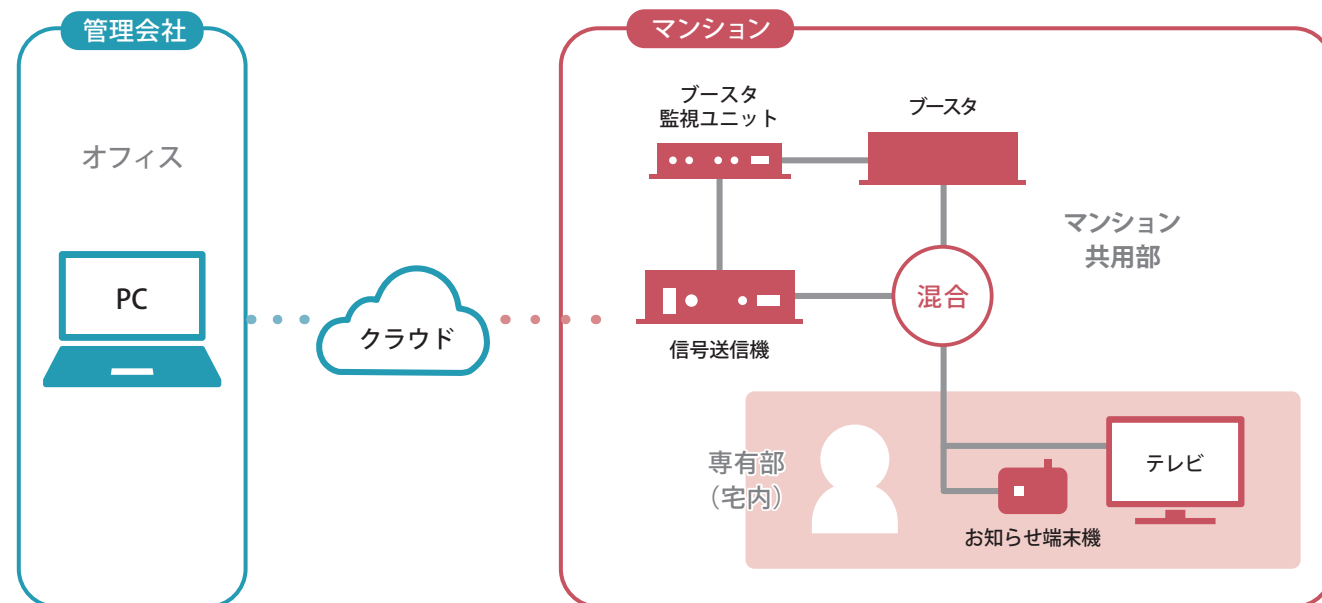 管理会社
オフィス
PC
クラウド
マンション
ブースタ
監視ユニット
ブースタ
マンション
共用部
混合
信号送信機
専有部
（宅内）
テレビ
お知らせ端末機